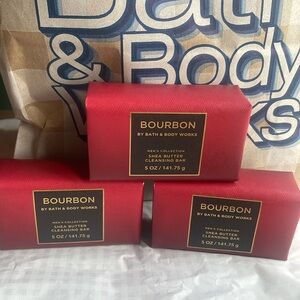 Bath
& Body
Works
BOURBON
BY BATH & BODY WORKS
MEN'S COLLECTION
SHEA BUTTER
CLEANSING BAR
5 OZ / 141.75 g
BOURBON
BY BATH & BODY WORKS
MEN'S COLLECTION
SHEA BUTTER
CLEANSING BAR
5 OZ / 141.75 g
BOURBON
BY BATH & BODY WORKS
MEN'S COLLECTION
SHEA BUTTER
CLEANSING BAR
5 OZ / 141.75 g